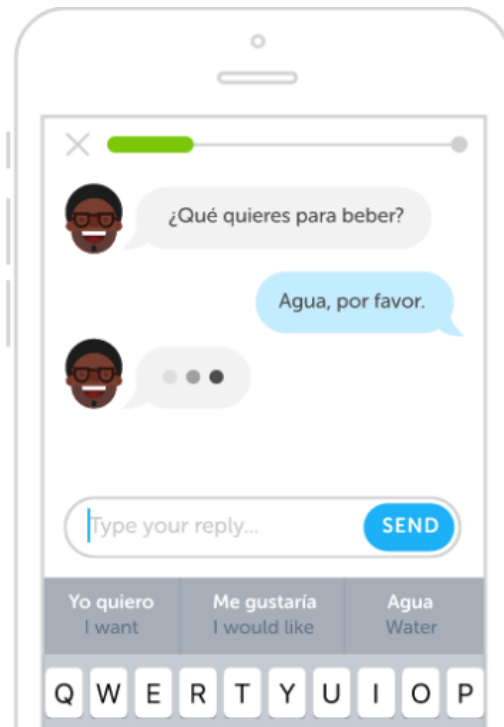 ¿Qué quieres para beber?
Agua, por favor.
Type your reply...
SEND
Yo quiero Me gustaría Agua
I want I would like Water
Q W E R T Y U I O P